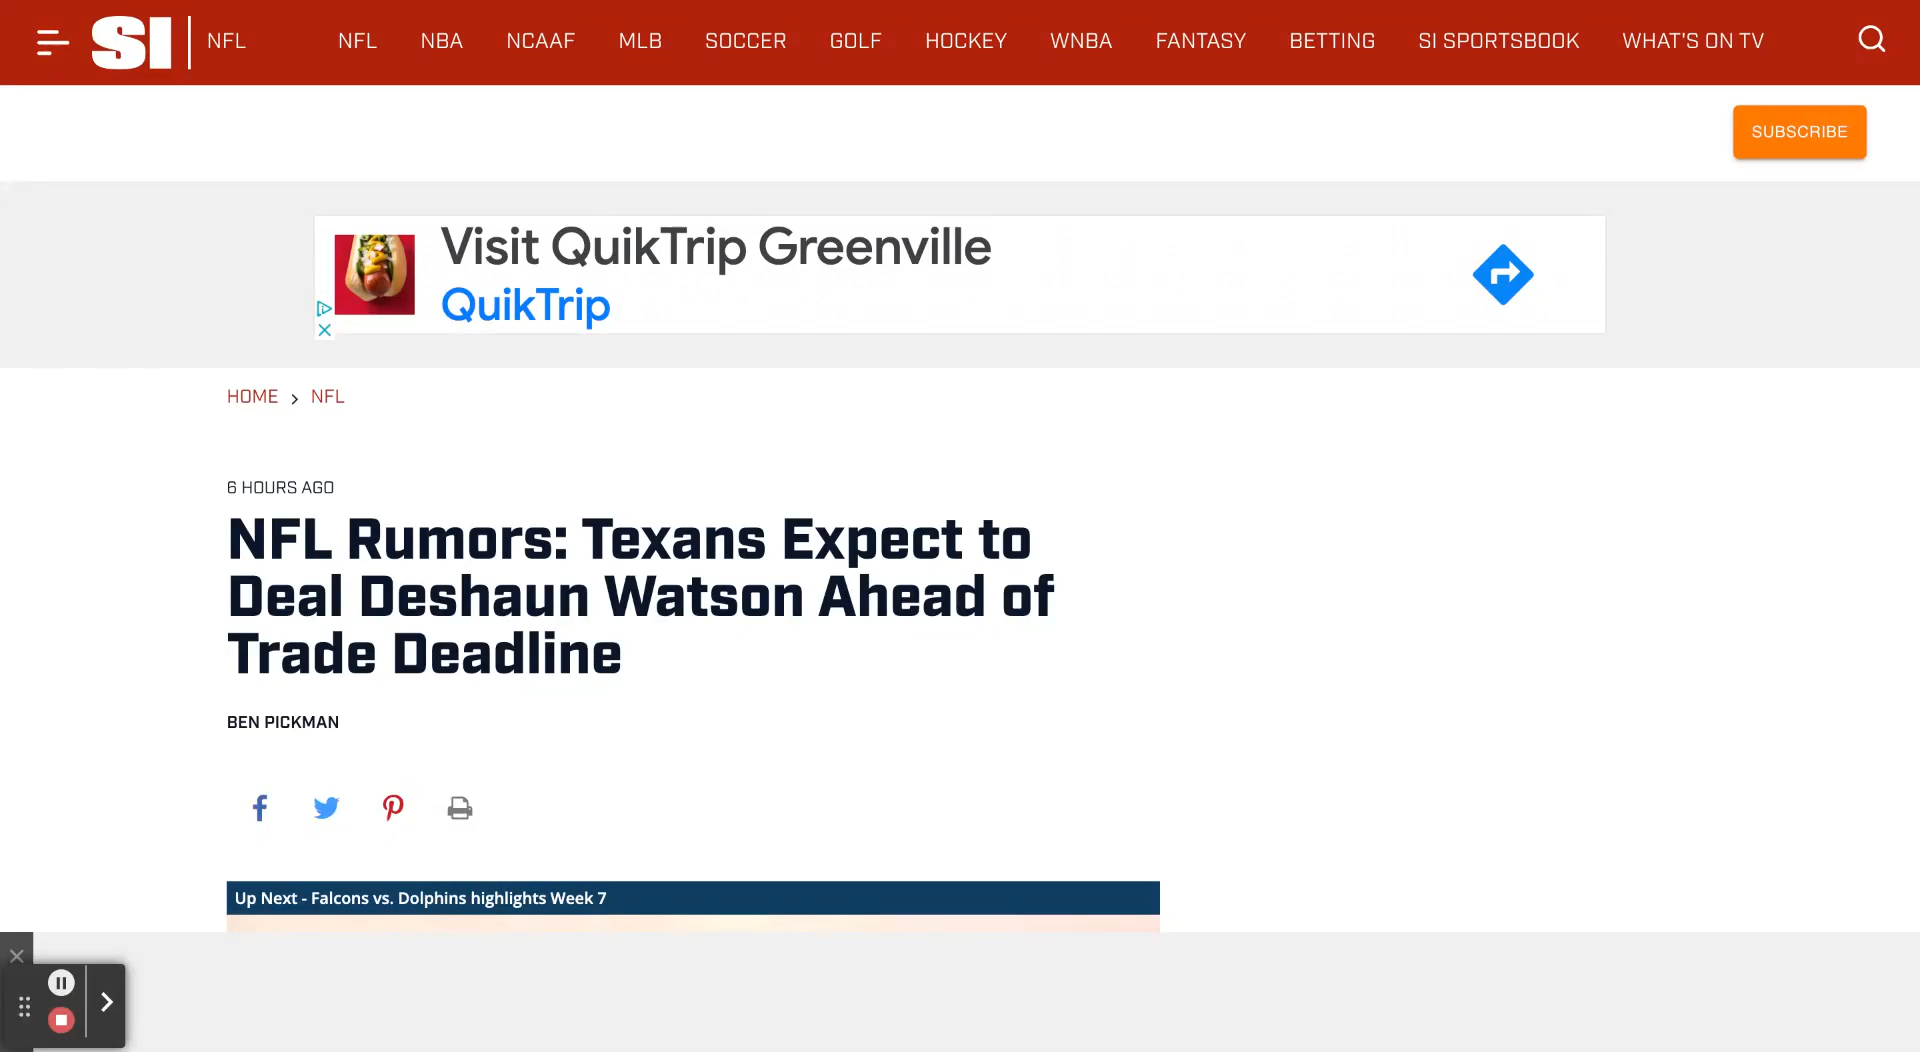 SI NFL NFL NBA NCAAF MLB SOCCER GOLF HOCKEY WNBA FANTASY BETTING SI SPORTSBOOK WHAT'S ON TV
SUBSCRIBE
Visit QuikTrip Greenville
QuikTrip
HOME > NFL
6 HOURS AGO
NFL Rumors: Texans Expect to
Deal Deshaun Watson Ahead of
Trade Deadline
BEN PICKMAN
Up Next - Falcons vs. Dolphins highlights Week 7